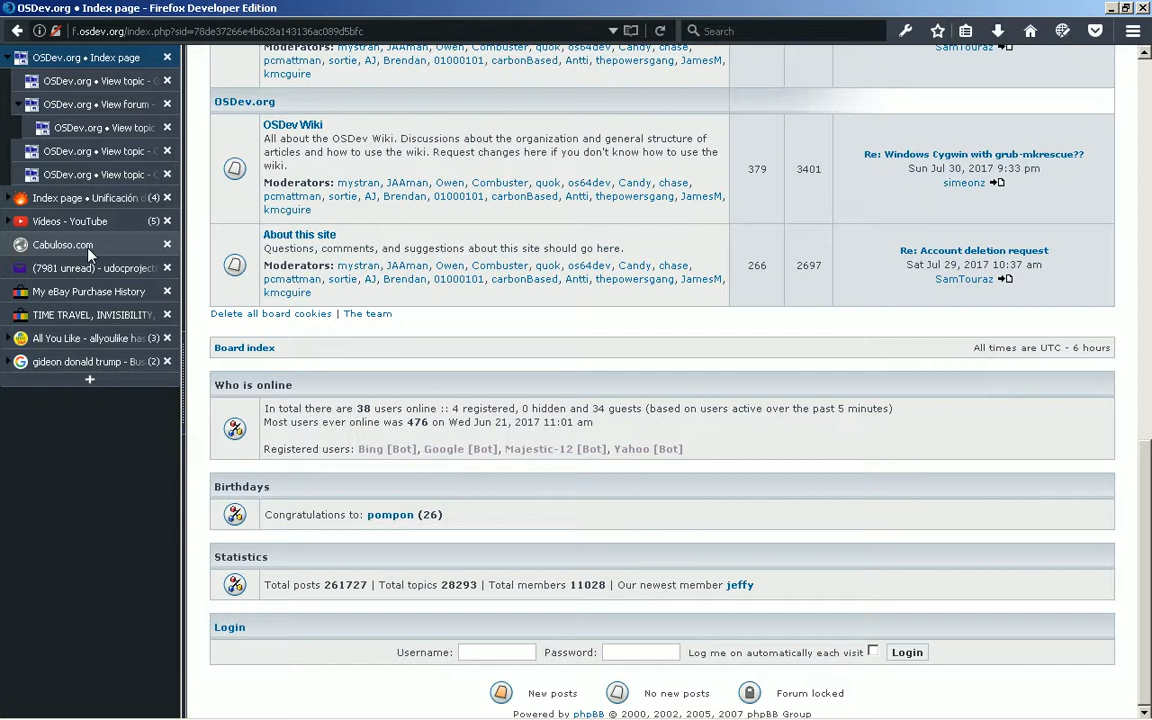 OSDev.org • Index page - Firefox Developer Edition
f.osdev.org/index.php?sid=78de37266e4b628a143136ac089d5bfc
Search
OSDev.org • Index page
OSDev.org • View topic -
OSDev.org • View forum -
OSDev.org • View topic
OSDev.org • View topic -
OSDev.org • View topic -
Index page • Unificación d (4)
Vídeos - YouTube (5)
Cabuloso.com
(7981 unread) - udocproject
My eBay Purchase History
TIME TRAVEL, INVISIBILITY,
All You Like - allyoulike has (3)
gideon donald trump - Bus (2)
+
Moderators: mystran, JAAman, Owen, Combuster, quok, os64dev, Candy, chase,
pcmattman, sortie, AJ, Brendan, 01000101, carbonBased, Antti, thepowersgang, JamesM,
kmcguire
SamTouraz
OSDev.org
OSDev Wiki
All about the OSDev Wiki. Discussions about the organization and general structure of
articles and how to use the wiki. Request changes here if you don't know how to use the
wiki.
Moderators: mystran, JAAman, Owen, Combuster, quok, os64dev, Candy, chase,
pcmattman, sortie, AJ, Brendan, 01000101, carbonBased, Antti, thepowersgang, JamesM,
kmcguire
379
3401
Re: Windows Cygwin with grub-mkrescue??
Sun Jul 30, 2017 9:33 pm
simeonz
About this site
Questions, comments, and suggestions about this site should go here.
Moderators: mystran, JAAman, Owen, Combuster, quok, os64dev, Candy, chase,
pcmattman, sortie, AJ, Brendan, 01000101, carbonBased, Antti, thepowersgang, JamesM,
kmcguire
266
2697
Re: Account deletion request
Sat Jul 29, 2017 10:37 am
SamTouraz
Delete all board cookies | The team
Board index
All times are UTC - 6 hours
Who is online
In total there are 38 users online :: 4 registered, 0 hidden and 34 guests (based on users active over the past 5 minutes)
Most users ever online was 476 on Wed Jun 21, 2017 11:01 am
Registered users: Bing [Bot], Google [Bot], Majestic-12 [Bot], Yahoo [Bot]
Birthdays
Congratulations to: pompon (26)
Statistics
Total posts 261727 | Total topics 28293 | Total members 11028 | Our newest member jeffy
Login
Username: Password: Log me on automatically each visit Login
New posts No new posts Forum locked
Powered by phpBB © 2000, 2002, 2005, 2007 phpBB Group